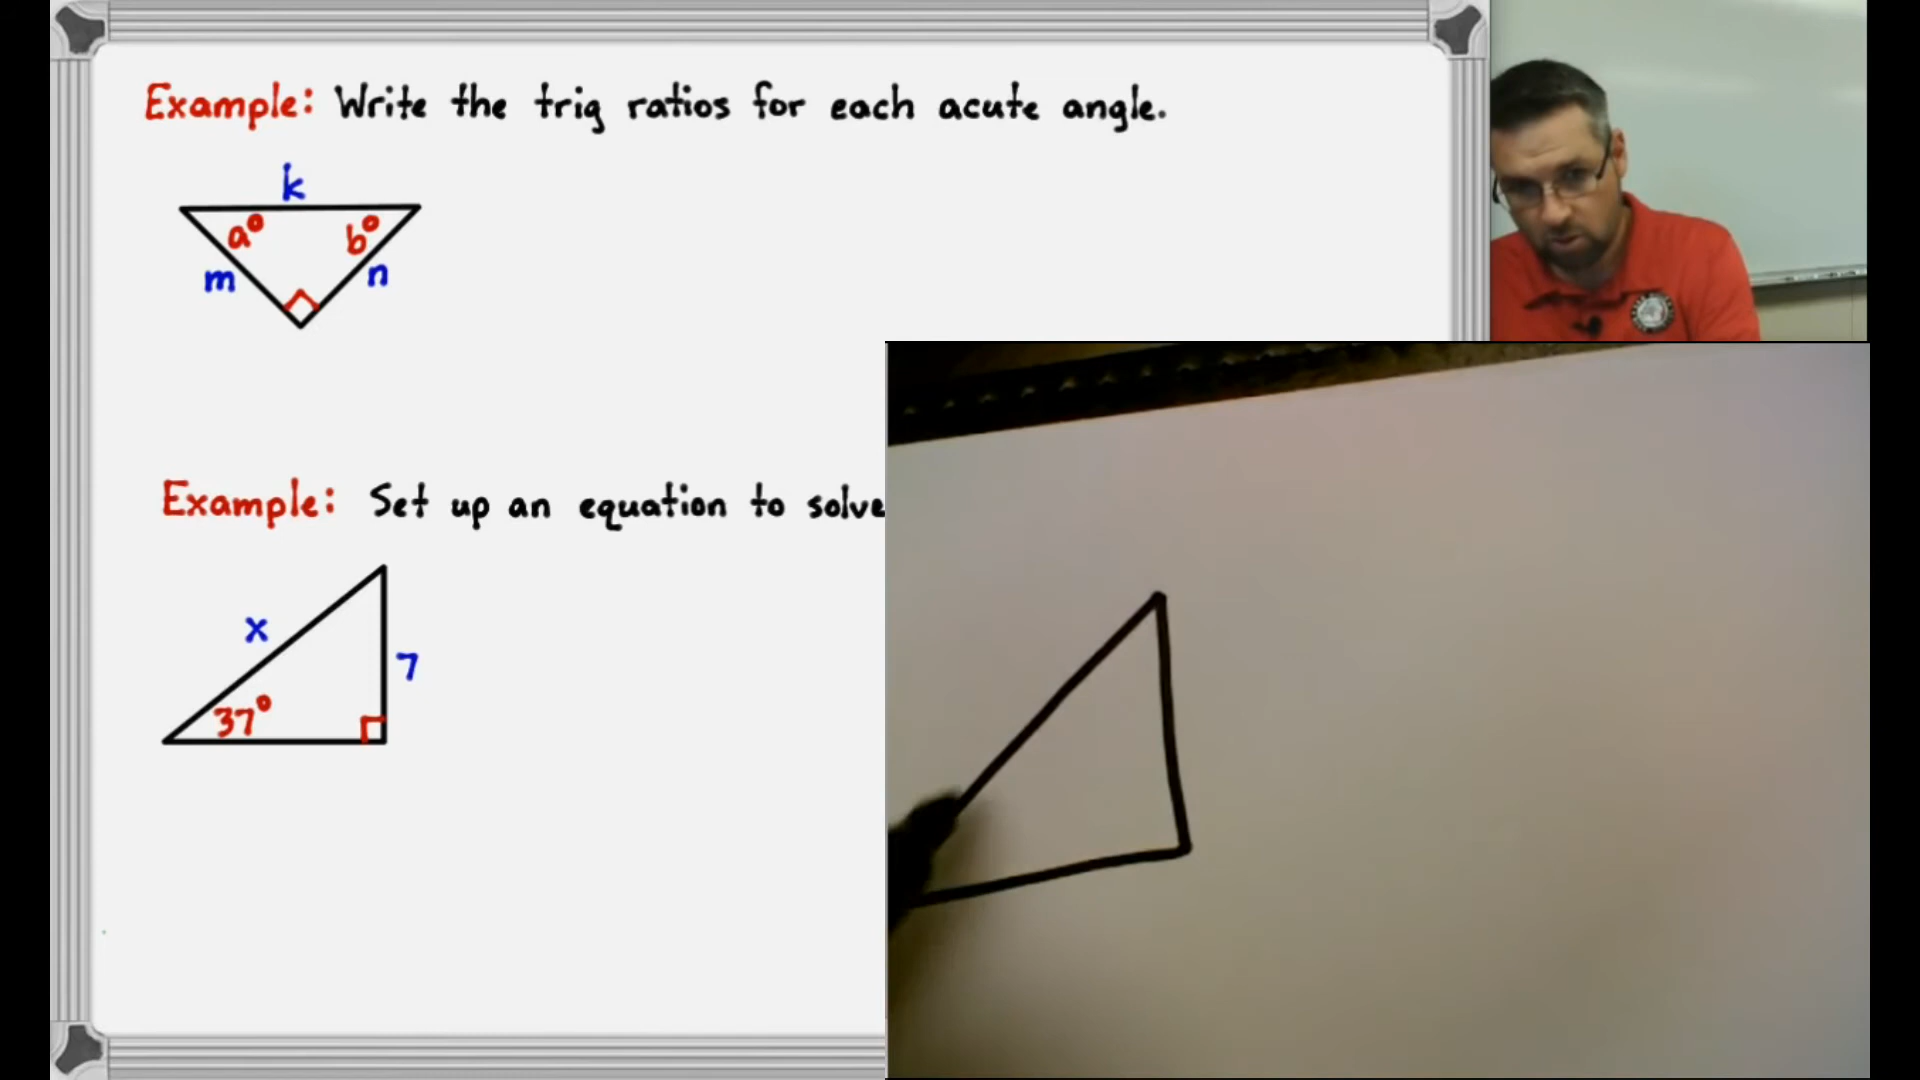 Example: Write the trig ratios for each acute angle.
k
a° b°
m n
Example: Set up an equation to solve
x
7
37°